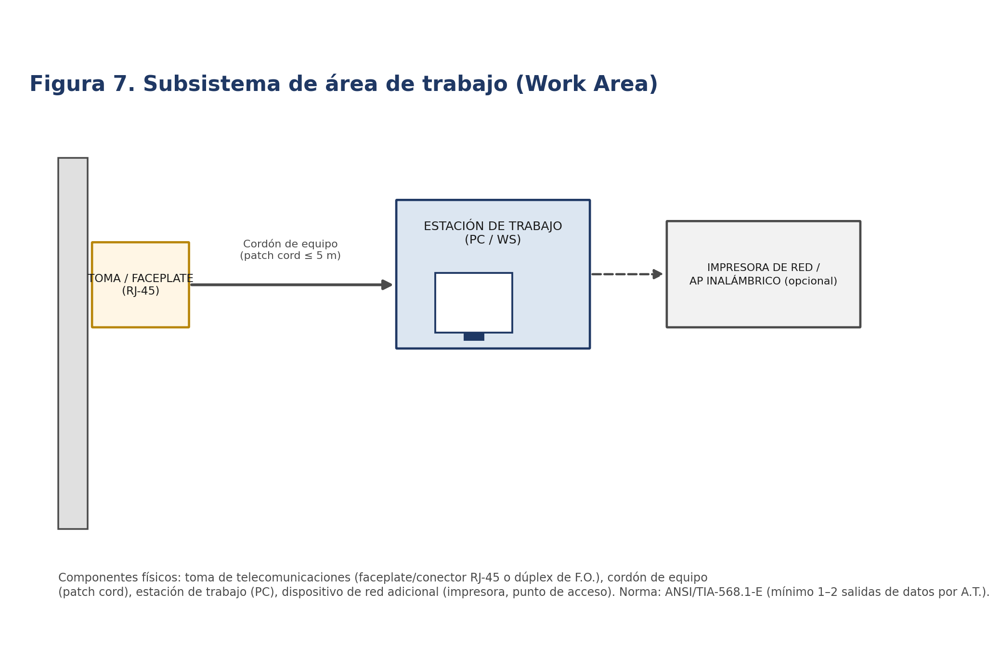 Figura 7. Subsistema de área de trabajo (Work Area)
TOMA / FACEPLATE
(RJ-45)
Cordón de equipo
(patch cord ≤ 5 m)
ESTACIÓN DE TRABAJO
(PC / WS)
IMPRESORA DE RED /
AP INALÁMBRICO (opcional)
Componentes físicos: toma de telecomunicaciones (faceplate/conector RJ-45 o dúplex de F.O.), cordón de equipo
(patch cord), estación de trabajo (PC), dispositivo de red adicional (impresora, punto de acceso). Norma: ANSI/TIA-568.1-E (mínimo 1–2 salidas de datos por A.T.).